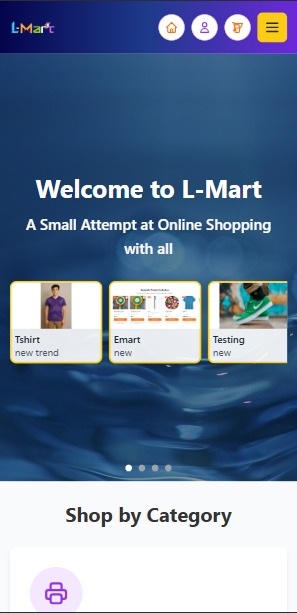 L-Mart
Welcome to L-Mart
A Small Attempt at Online Shopping
with all
Tshirt
new trend
Emart
new
Testing
new
Shop by Category